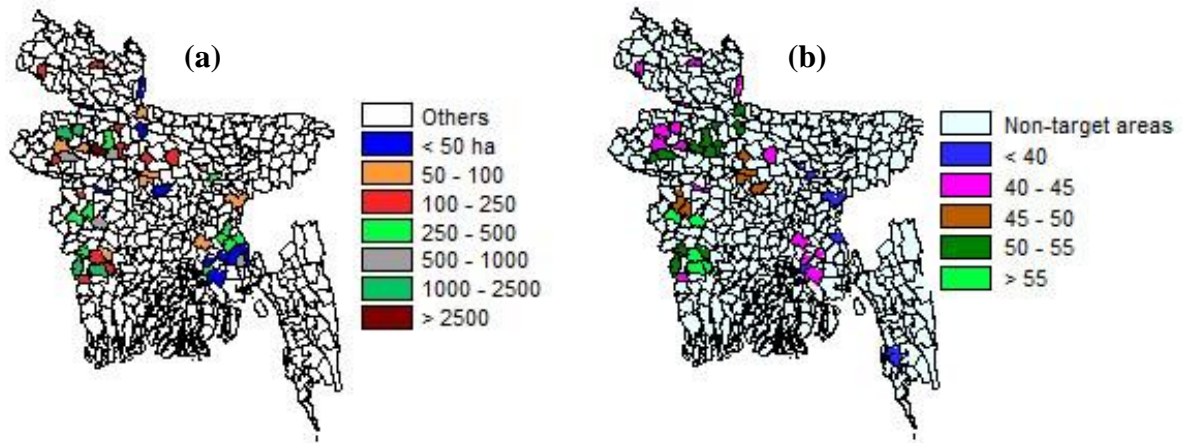 (a)
Others
< 50 ha
50 - 100
100 - 250
250 - 500
500 - 1000
1000 - 2500
> 2500
(b)
Non-target areas
< 40
40 - 45
45 - 50
50 - 55
> 55